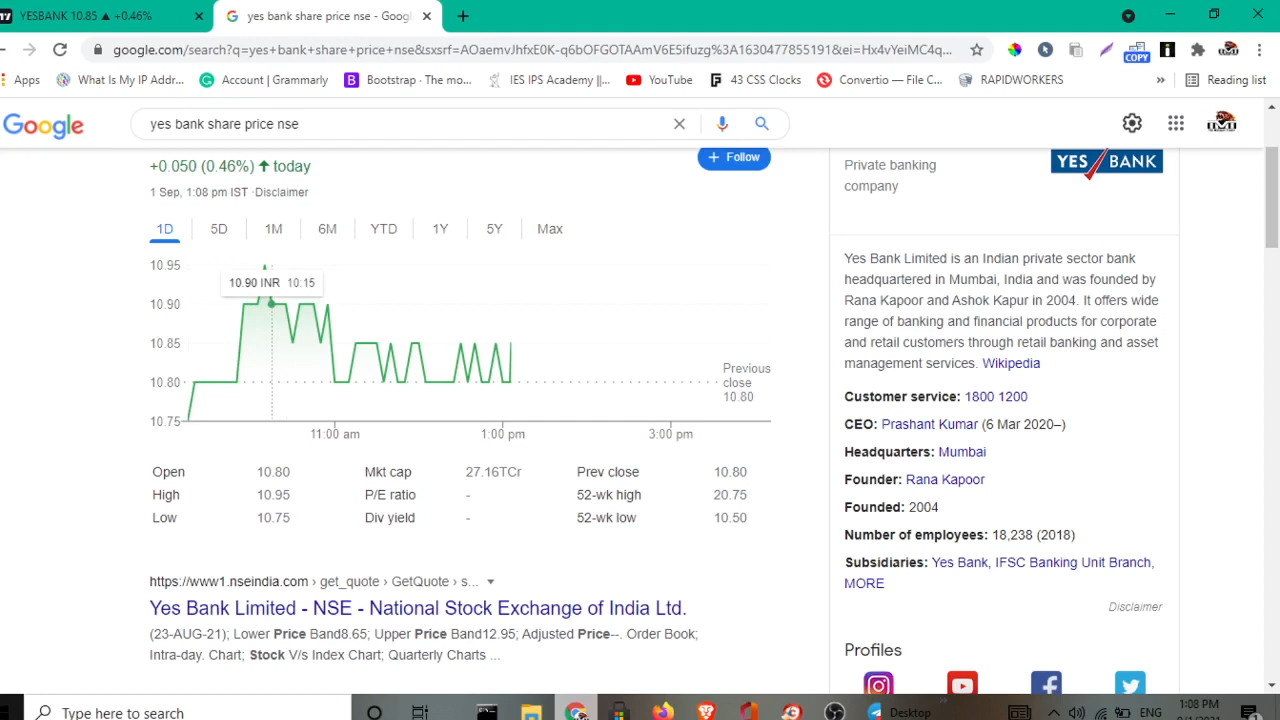 YESBANK 10.85 ▲ +0.46%
yes bank share price nse - Googl
google.com/search?q=yes+bank+share+price+nse&sxsrf=AOaemvJhfxE0K-q6bOFGOTAAmV6E5ifuzg%3A1630477855191&ei=Hx4vYeiMC4q...
COPY
Apps
What Is My IP Addr...
Account | Grammarly
Bootstrap · The mo...
IES IPS Academy ||...
YouTube
43 CSS Clocks
Convertio — File C...
RAPIDWORKERS
»
Reading list
Google
yes bank share price nse
+0.050 (0.46%) ↑ today
+ Follow
1 Sep, 1:08 pm IST · Disclaimer
1D 5D 1M 6M YTD 1Y 5Y Max
10.95
10.90 INR 10:15
10.90
10.85
10.80
10.75
Previous
close
10.80
11:00 am 1:00 pm 3:00 pm
Open 10.80 Mkt cap 27.16TCr Prev close 10.80
High 10.95 P/E ratio - 52-wk high 20.75
Low 10.75 Div yield - 52-wk low 10.50
https://www1.nseindia.com › get_quote › GetQuote › s...
Yes Bank Limited - NSE - National Stock Exchange of India Ltd.
(23-AUG-21); Lower Price Band8.65; Upper Price Band12.95; Adjusted Price--. Order Book;
Intra-day. Chart; Stock V/s Index Chart; Quarterly Charts ...
Private banking
company
YES BANK
Yes Bank Limited is an Indian private sector bank
headquartered in Mumbai, India and was founded by
Rana Kapoor and Ashok Kapur in 2004. It offers wide
range of banking and financial products for corporate
and retail customers through retail banking and asset
management services. Wikipedia
Customer service: 1800 1200
CEO: Prashant Kumar (6 Mar 2020–)
Headquarters: Mumbai
Founder: Rana Kapoor
Founded: 2004
Number of employees: 18,238 (2018)
Subsidiaries: Yes Bank, IFSC Banking Unit Branch,
MORE
Disclaimer
Profiles
Type here to search
Desktop
ENG
1:08 PM